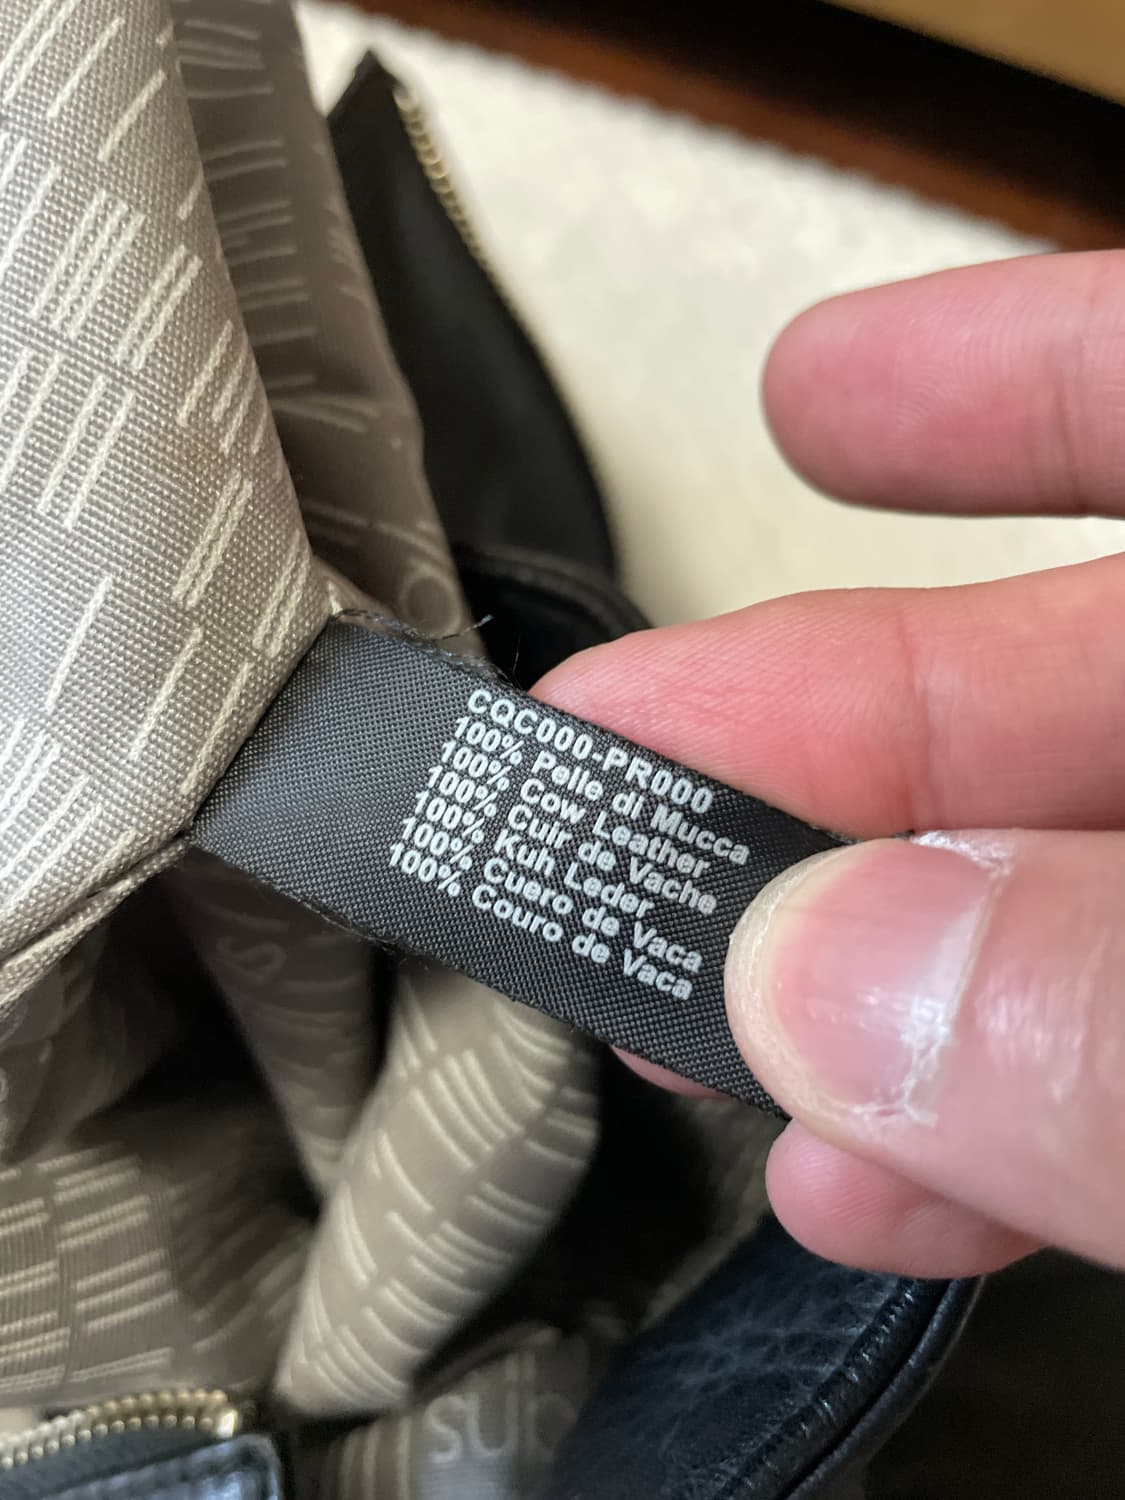 CQC000-PR000
100% Pelle di Mucca
100% Cow Leather
100% Cuir de Vache
100% Kuh Leder
100% Cuero de Vaca
100% Couro de Vaca